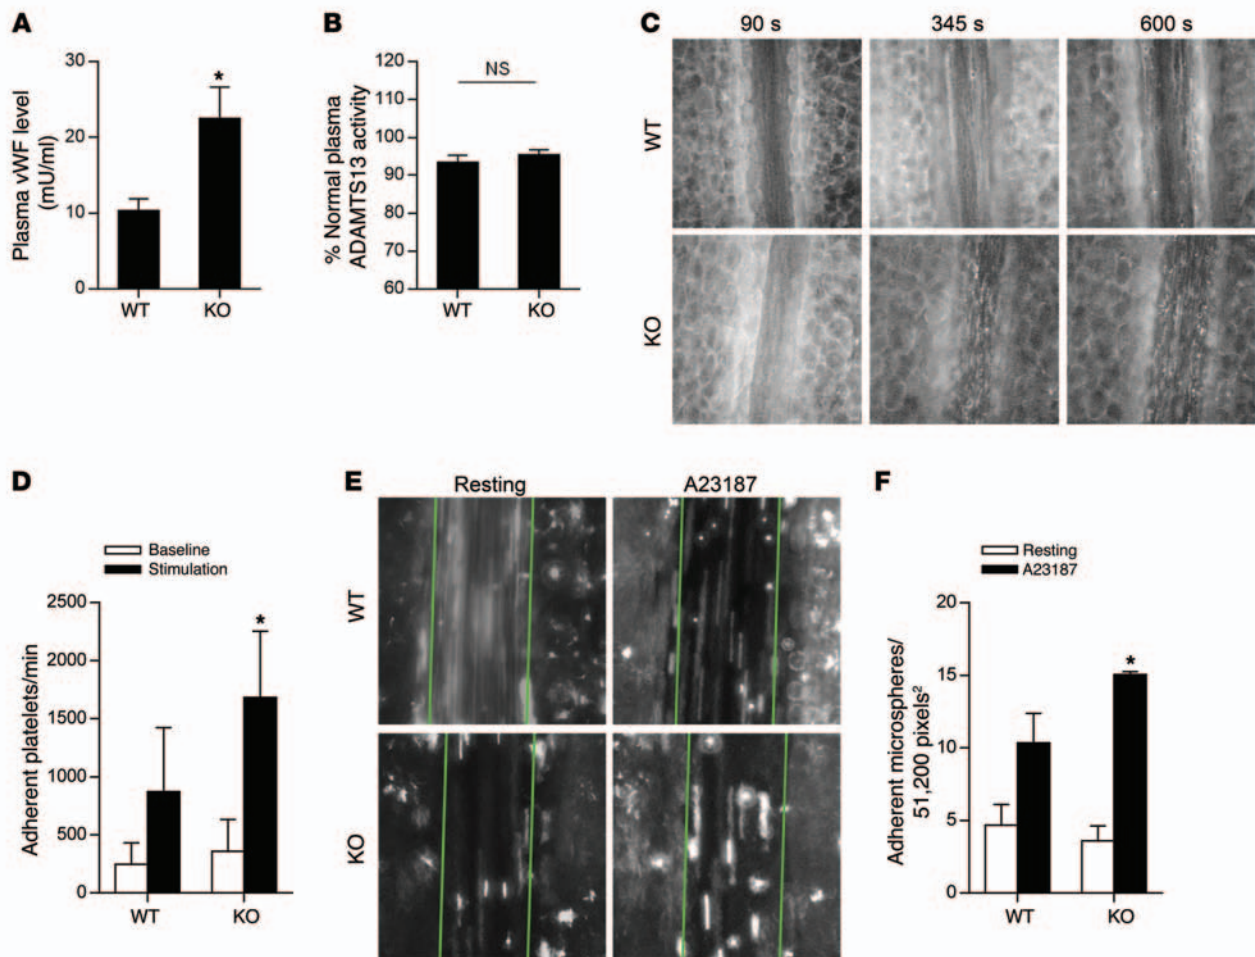 A
Plasma vWF level
(mU/ml)
30
20
10
0
*
WT
KO
B
% Normal plasma
ADAMTS13 activity
120
110
100
90
80
70
60
NS
WT
KO
C
90 s
345 s
600 s
WT
KO
D
Baseline
Stimulation
Adherent platelets/min
2500
2000
1500
1000
500
0
*
WT
KO
E
Resting
A23187
WT
KO
F
Resting
A23187
Adherent microspheres/
51,200 pixels²
20
15
10
5
0
*
WT
KO